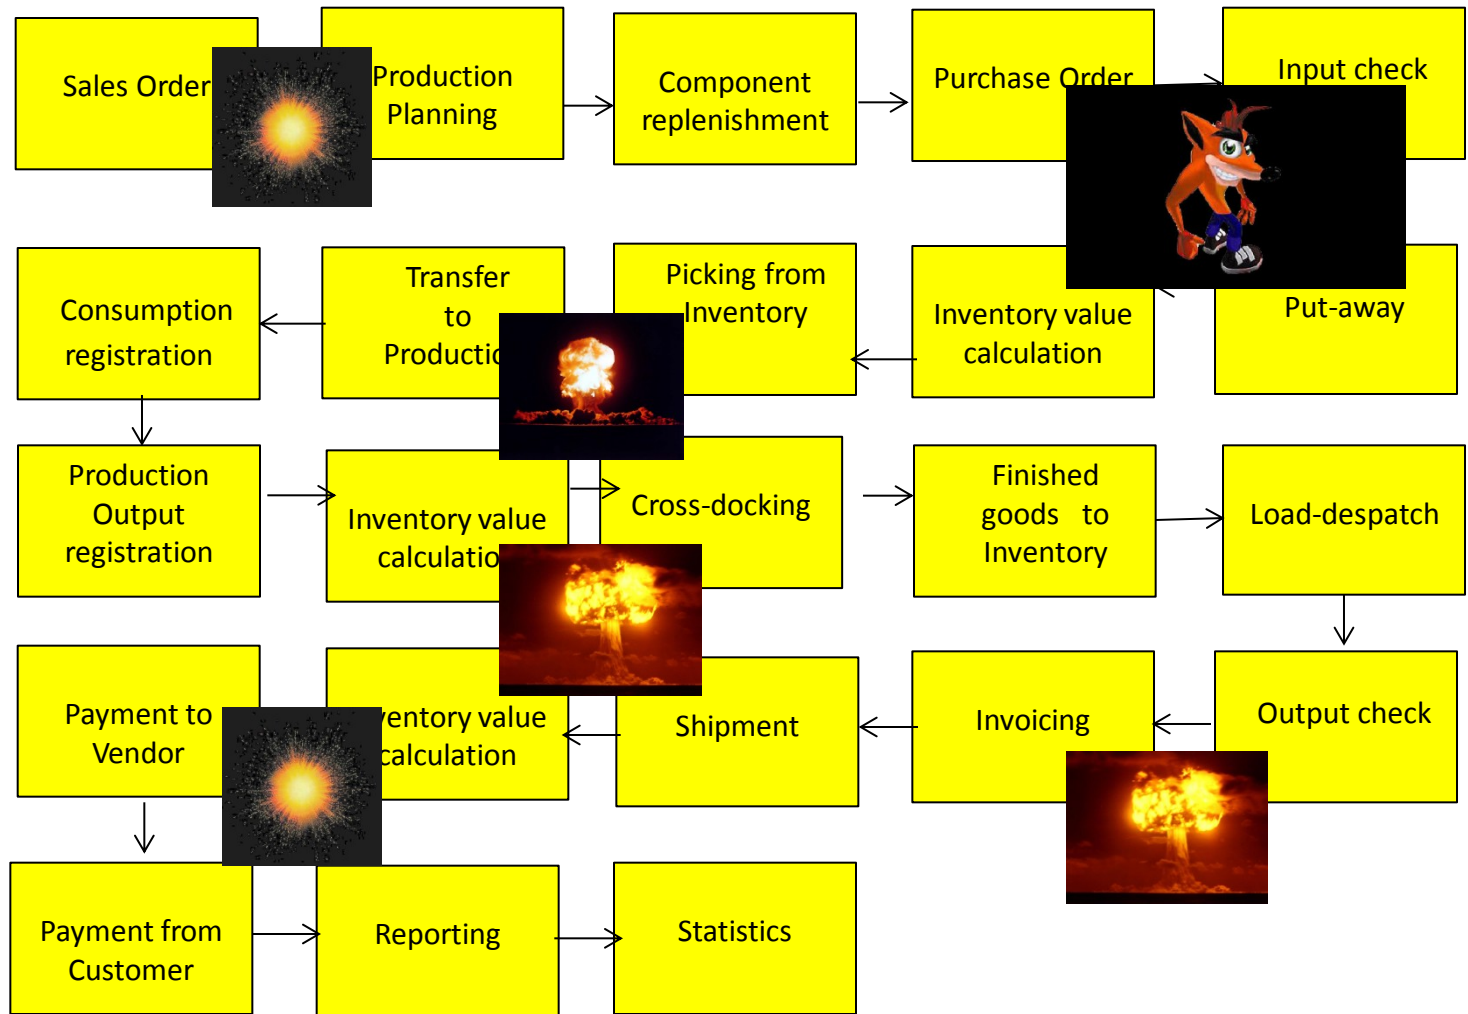 Sales Order
Production
Planning
Component
replenishment
Purchase Order
Input check
Consumption
registration
Transfer
to
Productio
Picking from
Inventory
Inventory value
calculation
Put-away
Production
Output
registration
Inventory value
calculatio
Cross-docking
Finished
goods to
Inventory
Load-despatch
Payment to
Vendor
ventory value
calculation
Shipment
Invoicing
Output check
Payment from
Customer
Reporting
Statistics